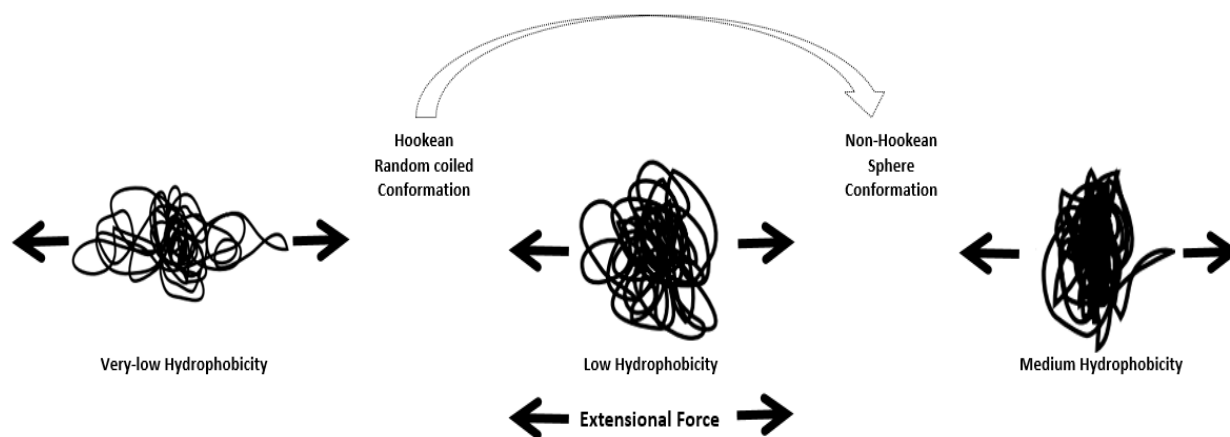 Hookean
Random coiled
Conformation
Non-Hookean
Sphere
Conformation
Very-low Hydrophobicity
Low Hydrophobicity
Medium Hydrophobicity
Extensional Force